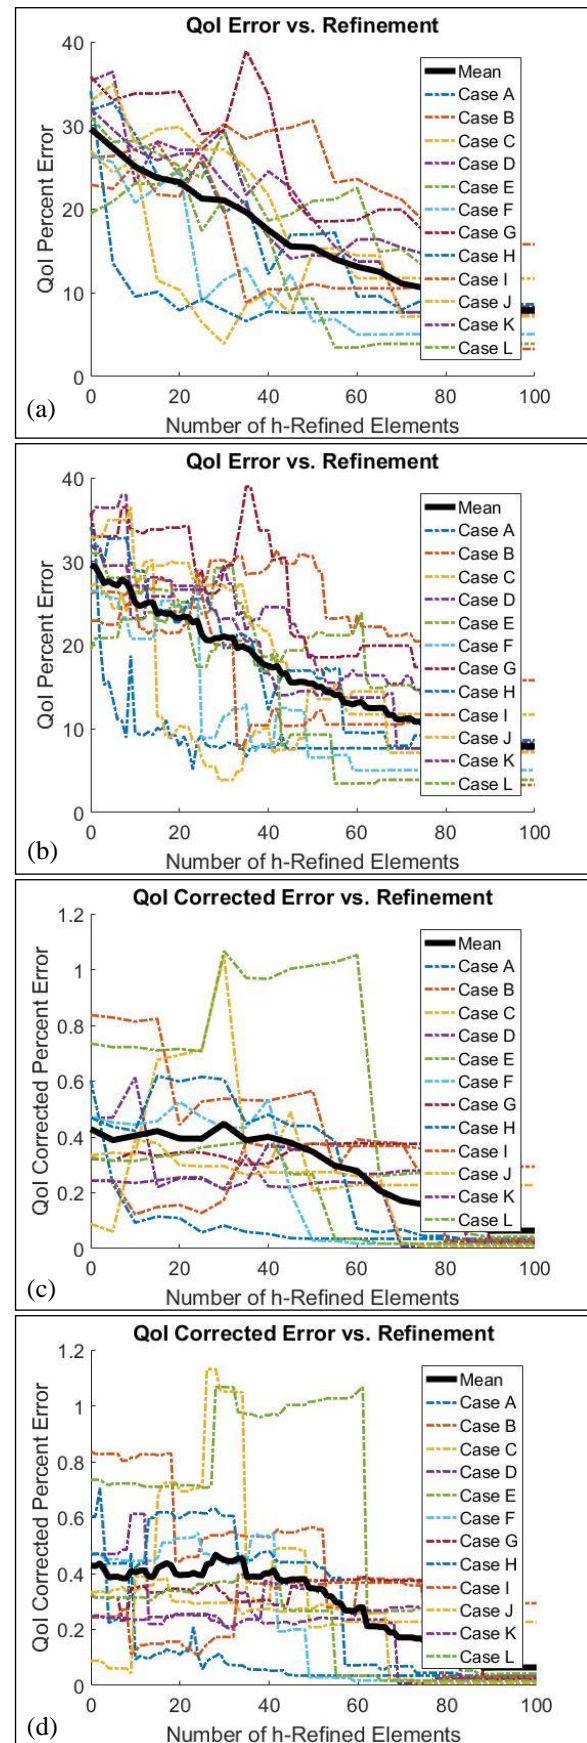 QoI Error vs. Refinement
40
30
20
10
0
QoI Percent Error
Mean
Case A
Case B
Case C
Case D
Case E
Case F
Case G
Case H
Case I
Case J
Case K
Case L
0 20 40 60 80 100
(a)
Number of h-Refined Elements
QoI Error vs. Refinement
40
30
20
10
0
QoI Percent Error
Mean
Case A
Case B
Case C
Case D
Case E
Case F
Case G
Case H
Case I
Case J
Case K
Case L
0 20 40 60 80 100
(b)
Number of h-Refined Elements
QoI Corrected Error vs. Refinement
1.2
1
0.8
0.6
0.4
0.2
0
QoI Corrected Percent Error
Mean
Case A
Case B
Case C
Case D
Case E
Case F
Case G
Case H
Case I
Case J
Case K
Case L
0 20 40 60 80 100
(c)
Number of h-Refined Elements
QoI Corrected Error vs. Refinement
1.2
1
0.8
0.6
0.4
0.2
0
QoI Corrected Percent Error
Mean
Case A
Case B
Case C
Case D
Case E
Case F
Case G
Case H
Case I
Case J
Case K
Case L
0 20 40 60 80 100
(d)
Number of h-Refined Elements